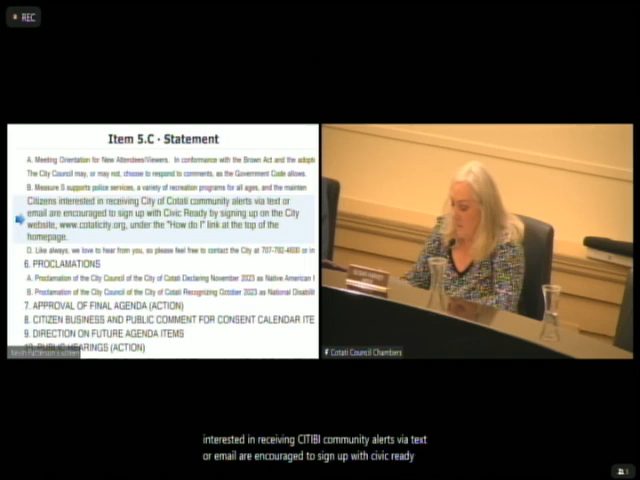 REC
Item 5.C · Statement
A. Meeting Orientation for New Attendees/Viewers. In conformance with the Brown Act and the adopt
The City Council may, or may not, choose to respond to comments, as the Government Code allows.
B. Measure S supports police services, a variety of recreation programs for all ages, and the mainten
Citizens interested in receiving City of Cotati community alerts via text or
email are encouraged to sign up with Civic Ready by signing up on the City
website, www.cotaticity.org, under the "How do I" link at the top of the
homepage.
D. Like always, we love to hear from you, so please feel free to contact the City at 707-792-4600 or in
6. PROCLAMATIONS
A. Proclamation of the City Council of the City of Cotati Declaring November 2023 as Native American H
B. Proclamation of the City Council of the City of Cotati Recognizing October 2023 as National Disabilit
7. APPROVAL OF FINAL AGENDA (ACTION)
8. CITIZEN BUSINESS AND PUBLIC COMMENT FOR CONSENT CALENDAR ITE
9. DIRECTION ON FUTURE AGENDA ITEMS
10. PUBLIC HEARINGS (ACTION)
Cotati Council Chambers
interested in receiving CITIBI community alerts via text
or email are encouraged to sign up with civic ready